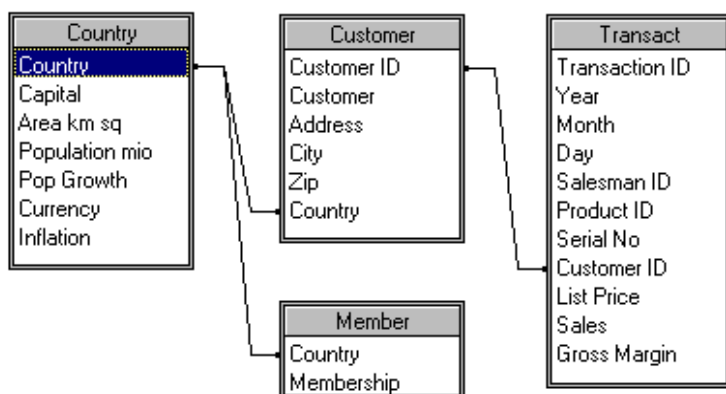 Country
Country
Capital
Area km sq
Population mio
Pop Growth
Currency
Inflation
Customer
Customer ID
Customer
Address
City
Zip
Country
Member
Country
Membership
Transact
Transaction ID
Year
Month
Day
Salesman ID
Product ID
Serial No
Customer ID
List Price
Sales
Gross Margin